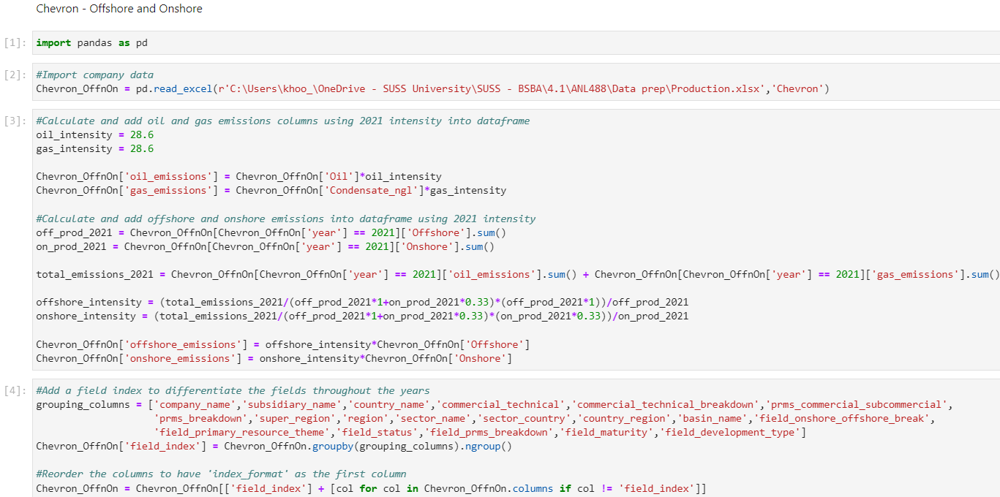 Chevron - Offshore and Onshore
[1]: import pandas as pd
[2]: #Import company data
Chevron_OffnOn = pd.read_excel(r'C:\Users\khoo_\OneDrive - SUSS University\SUSS - BSBA\4.1\ANL488\Data prep\Production.xlsx','Chevron')
[3]: #Calculate and add oil and gas emissions columns using 2021 intensity into dataframe
oil_intensity = 28.6
gas_intensity = 28.6
Chevron_OffnOn['oil_emissions'] = Chevron_OffnOn['Oil']*oil_intensity
Chevron_OffnOn['gas_emissions'] = Chevron_OffnOn['Condensate_ngl']*gas_intensity
#Calculate and add offshore and onshore emissions into dataframe using 2021 intensity
off_prod_2021 = Chevron_OffnOn[Chevron_OffnOn['year'] == 2021]['Offshore'].sum()
on_prod_2021 = Chevron_OffnOn[Chevron_OffnOn['year'] == 2021]['Onshore'].sum()
total_emissions_2021 = Chevron_OffnOn[Chevron_OffnOn['year'] == 2021]['oil_emissions'].sum() + Chevron_OffnOn[Chevron_OffnOn['year'] == 2021]['gas_emissions'].sum()
offshore_intensity = (total_emissions_2021/(off_prod_2021*1+on_prod_2021*0.33)*(off_prod_2021*1))/off_prod_2021
onshore_intensity = (total_emissions_2021/(off_prod_2021*1+on_prod_2021*0.33)*(on_prod_2021*0.33))/on_prod_2021
Chevron_OffnOn['offshore_emissions'] = offshore_intensity*Chevron_OffnOn['Offshore']
Chevron_OffnOn['onshore_emissions'] = onshore_intensity*Chevron_OffnOn['Onshore']
[4]: #Add a field index to differentiate the fields throughout the years
grouping_columns = ['company_name','subsidiary_name','country_name','commercial_technical','commercial_technical_breakdown','prms_commercial_subcommercial',
'prms_breakdown','super_region','region','sector_name','sector_country','country_region','basin_name','field_onshore_offshore_break',
'field_primary_resource_theme','field_status','field_prms_breakdown','field_maturity','field_development_type']
Chevron_OffnOn['field_index'] = Chevron_OffnOn.groupby(grouping_columns).ngroup()
#Reorder the columns to have 'index_format' as the first column
Chevron_OffnOn = Chevron_OffnOn[['field_index'] + [col for col in Chevron_OffnOn.columns if col != 'field_index']]